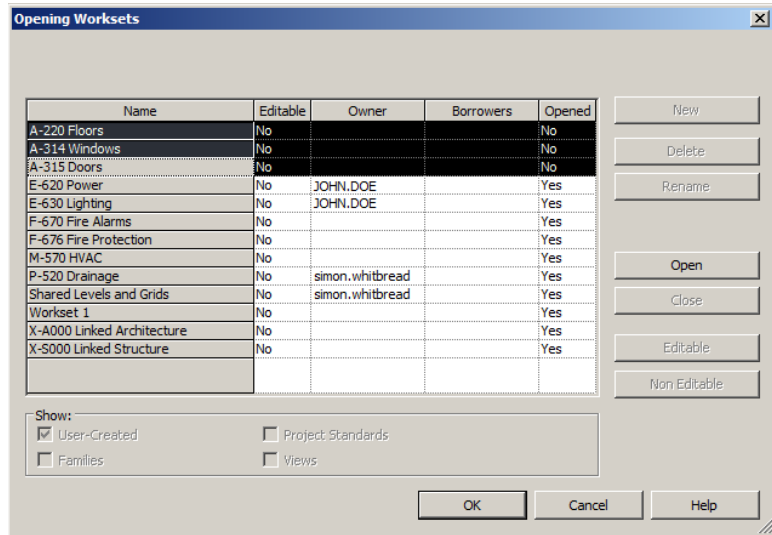 Opening Worksets
Name Editable Owner Borrowers Opened
A-220 Floors No No
A-314 Windows No No
A-315 Doors No No
E-620 Power No JOHN.DOE Yes
E-630 Lighting No JOHN.DOE Yes
F-670 Fire Alarms No Yes
F-676 Fire Protection No Yes
M-570 HVAC No Yes
P-520 Drainage No simon.whitbread Yes
Shared Levels and Grids No simon.whitbread Yes
Workset 1 No Yes
X-A000 Linked Architecture No Yes
X-S000 Linked Structure No Yes
New
Delete
Rename
Open
Close
Editable
Non Editable
Show:
User-Created Project Standards
Families Views
OK Cancel Help